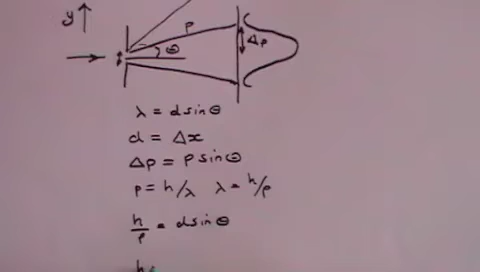 y
p
θ
Δp
λ = d sin θ
d = Δx
Δp = p sin θ
p = h/λ λ = h/p
h/p = d sin θ
h